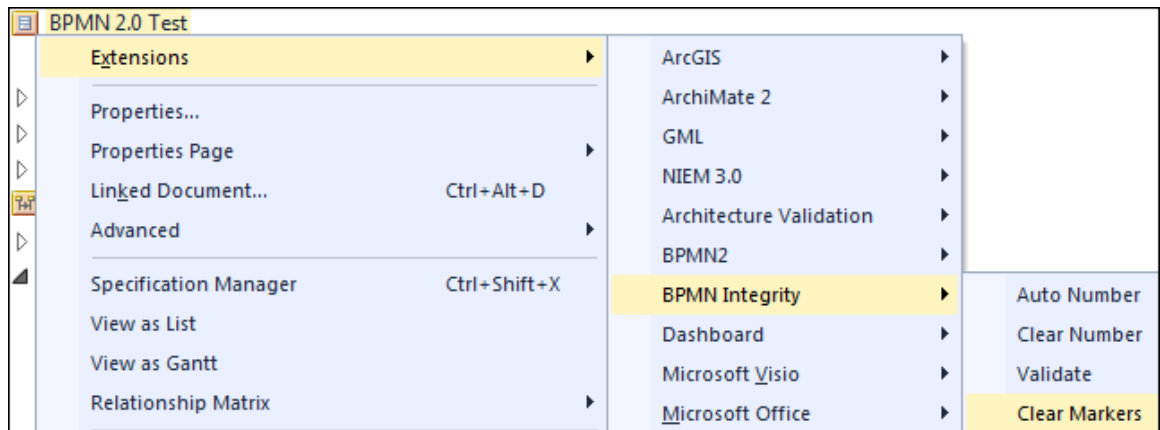 BPMN 2.0 Test
Extensions
Properties...
Properties Page
Linked Document... Ctrl+Alt+D
Advanced
Specification Manager Ctrl+Shift+X
View as List
View as Gantt
Relationship Matrix
ArcGIS
ArchiMate 2
GML
NIEM 3.0
Architecture Validation
BPMN2
BPMN Integrity
Dashboard
Microsoft Visio
Microsoft Office
Auto Number
Clear Number
Validate
Clear Markers